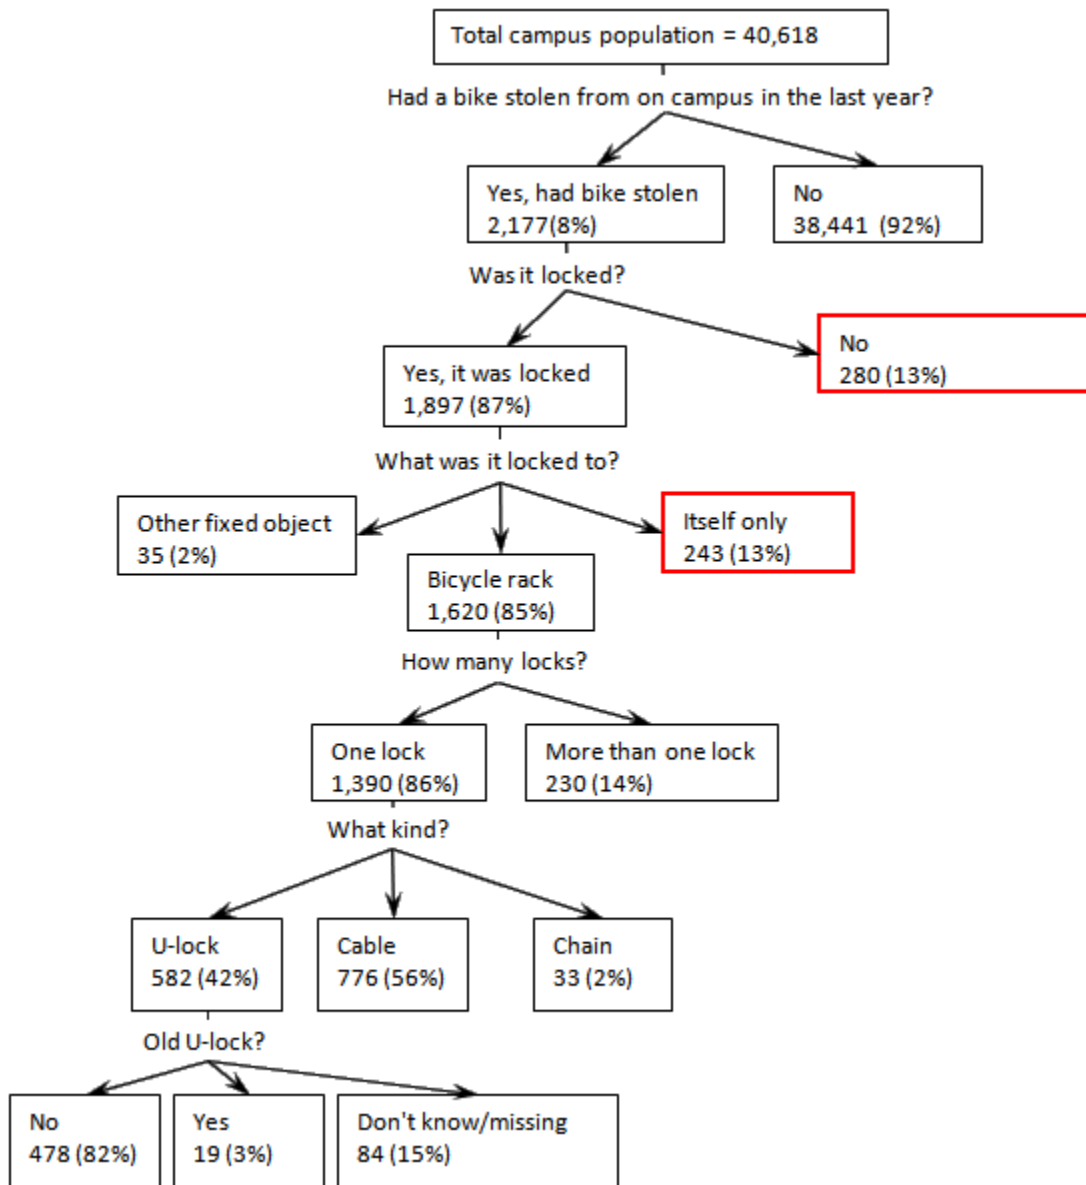 Total campus population = 40,618
Had a bike stolen from on campus in the last year?
Yes, had bike stolen
2,177(8%)
No
38,441 (92%)
Was it locked?
No
280 (13%)
Yes, it was locked
1,897 (87%)
What was it locked to?
Other fixed object
35 (2%)
Itself only
243 (13%)
Bicycle rack
1,620 (85%)
How many locks?
One lock
1,390 (86%)
More than one lock
230 (14%)
What kind?
U-lock
582 (42%)
Cable
776 (56%)
Chain
33 (2%)
Old U-lock?
No
478 (82%)
Yes
19 (3%)
Don't know/missing
84 (15%)